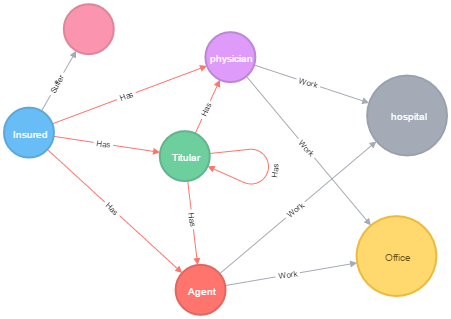 physician
Suffer
Work
Has
hospital
Has
Insured
Has
Work
Titular
Has
Has
Has
Work
Office
Work
Agent